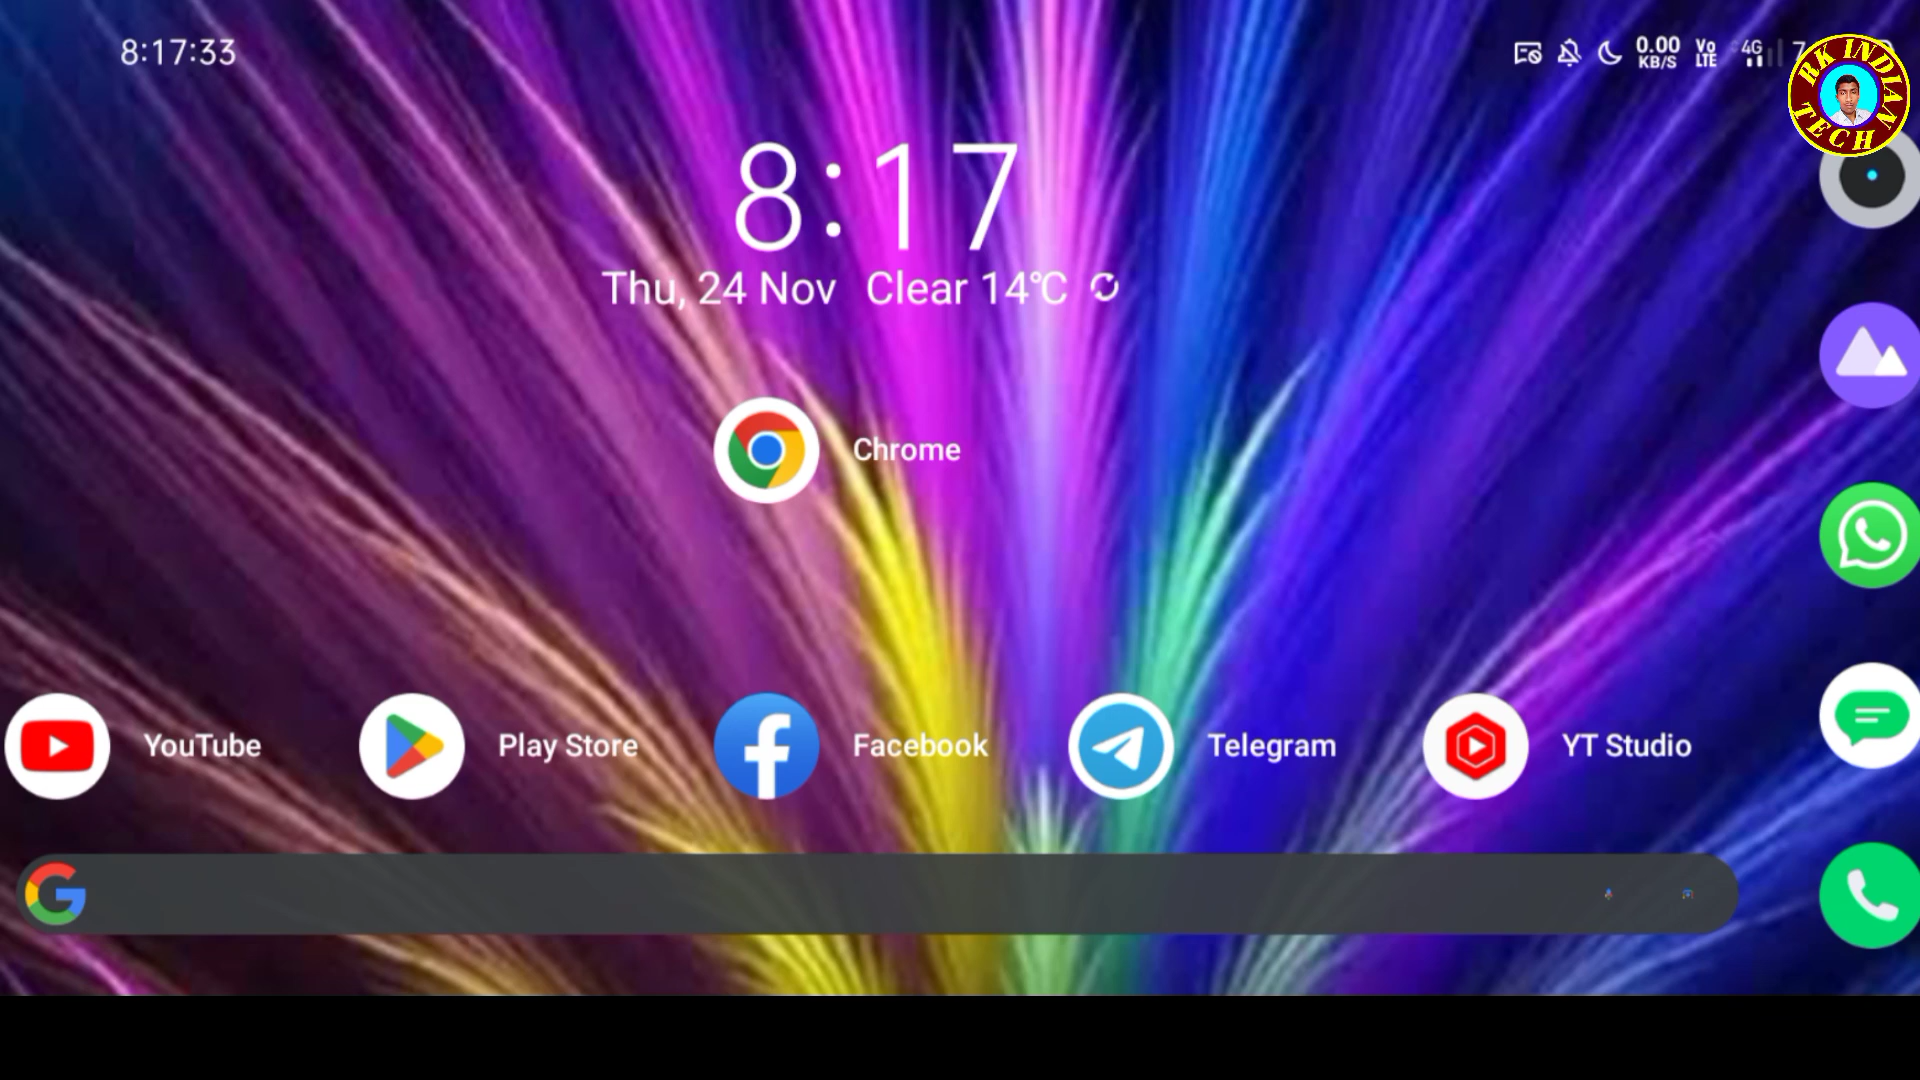 8:17:33
0.00
KB/S
Vo
LTE
4G
7
RK INDIAN
TECH
8:17
Thu, 24 Nov Clear 14°C
Chrome
YouTube
Play Store
Facebook
Telegram
YT Studio